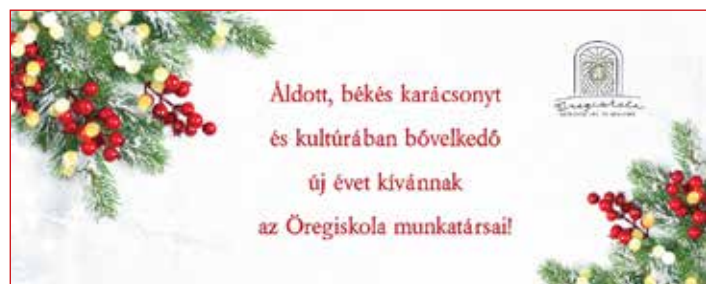 Áldott, békés karácsonyt
és kultúrában bővelkedő
új évet kívánnak
az Öregiskola munkatársai!
Öregiskola